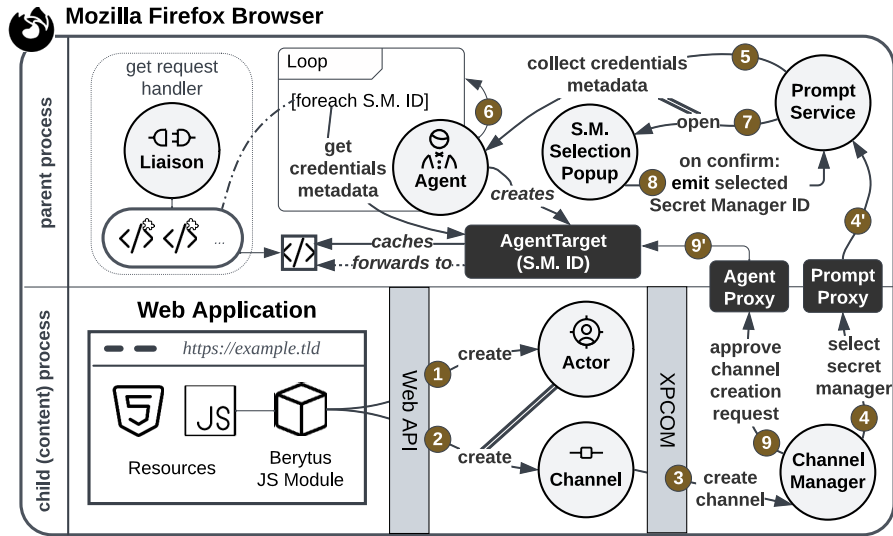 Mozilla Firefox Browser
parent process
get request
handler
Liaison
...
Loop
[foreach S.M. ID]
get
credentials
metadata
Agent
6
creates
collect credentials
metadata
5
Prompt
Service
S.M.
Selection
Popup
open
7
8
on confirm:
emit selected
Secret Manager ID
4'
caches
forwards to
AgentTarget
(S.M. ID)
9'
Agent
Proxy
Prompt
Proxy
child (content) process
Web Application
https://example.tld
JS
Resources
Berytus
JS Module
Web API
1
create
Actor
2
create
Channel
XPCOM
3
create
channel
approve
channel
creation
request
9
select
secret
manager
4
Channel
Manager